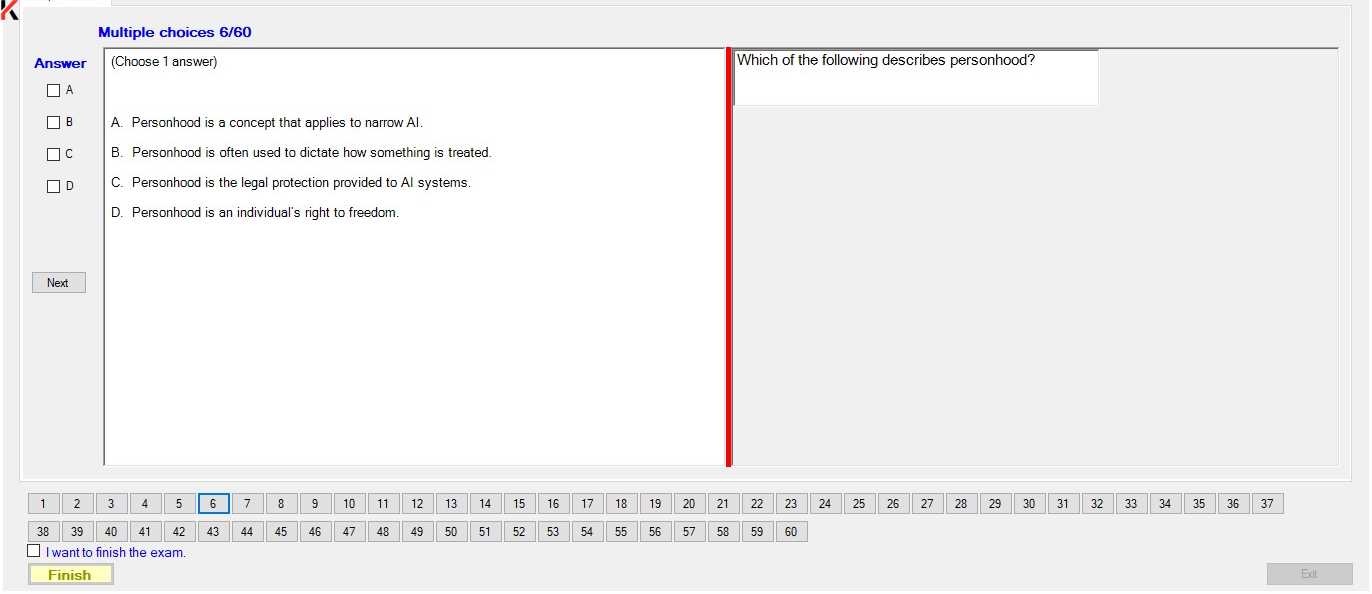 Multiple choices 6/60
Answer
(Choose 1 answer)
Which of the following describes personhood?
A
B
C
D
A. Personhood is a concept that applies to narrow AI.
B. Personhood is often used to dictate how something is treated.
C. Personhood is the legal protection provided to AI systems.
D. Personhood is an individual's right to freedom.
Next
1 2 3 4 5 6 7 8 9 10 11 12 13 14 15 16 17 18 19 20 21 22 23 24 25 26 27 28 29 30 31 32 33 34 35 36 37
38 39 40 41 42 43 44 45 46 47 48 49 50 51 52 53 54 55 56 57 58 59 60
I want to finish the exam.
Finish
Exit